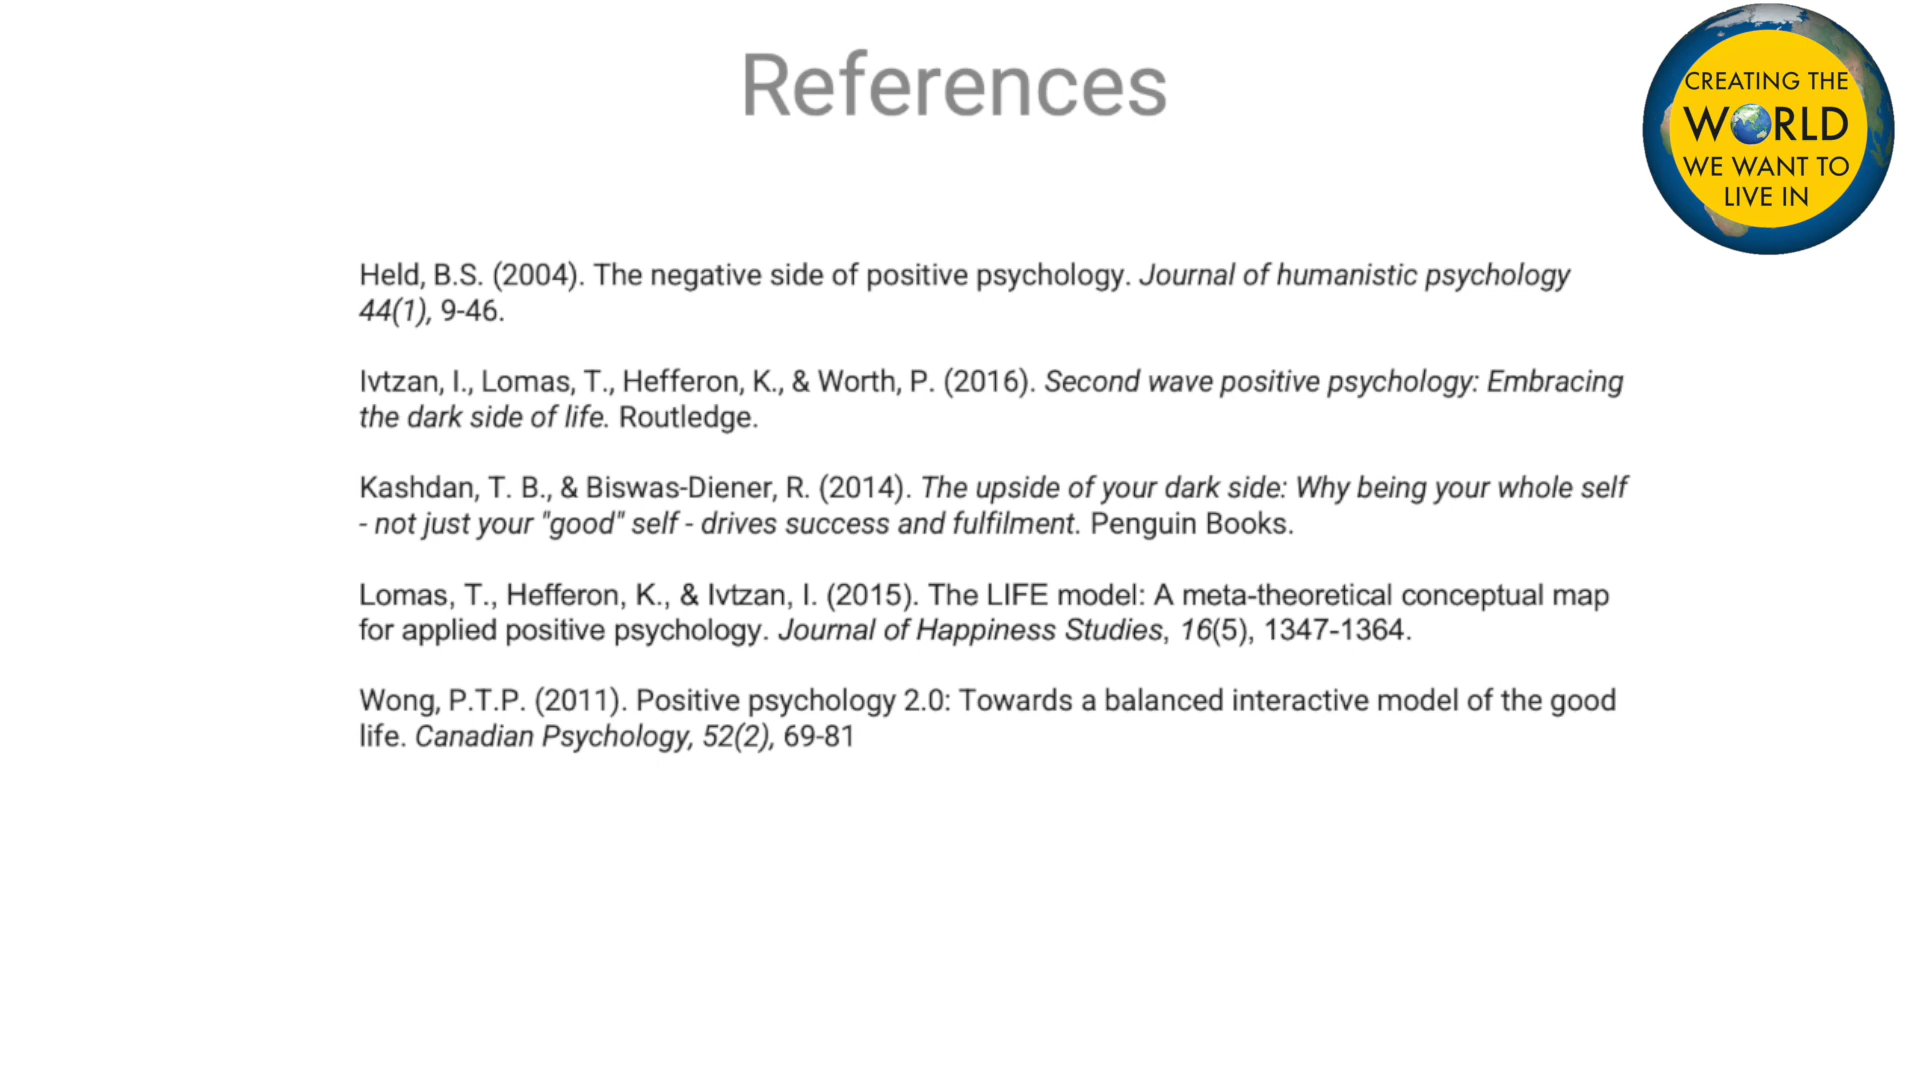 References
CREATING THE
WORLD
WE WANT TO
LIVE IN
Held, B.S. (2004). The negative side of positive psychology. Journal of humanistic psychology
44(1), 9-46.
Ivtzan, I., Lomas, T., Hefferon, K., & Worth, P. (2016). Second wave positive psychology: Embracing
the dark side of life. Routledge.
Kashdan, T. B., & Biswas-Diener, R. (2014). The upside of your dark side: Why being your whole self
- not just your "good" self - drives success and fulfilment. Penguin Books.
Lomas, T., Hefferon, K., & Ivtzan, I. (2015). The LIFE model: A meta-theoretical conceptual map
for applied positive psychology. Journal of Happiness Studies, 16(5), 1347-1364.
Wong, P.T.P. (2011). Positive psychology 2.0: Towards a balanced interactive model of the good
life. Canadian Psychology, 52(2), 69-81